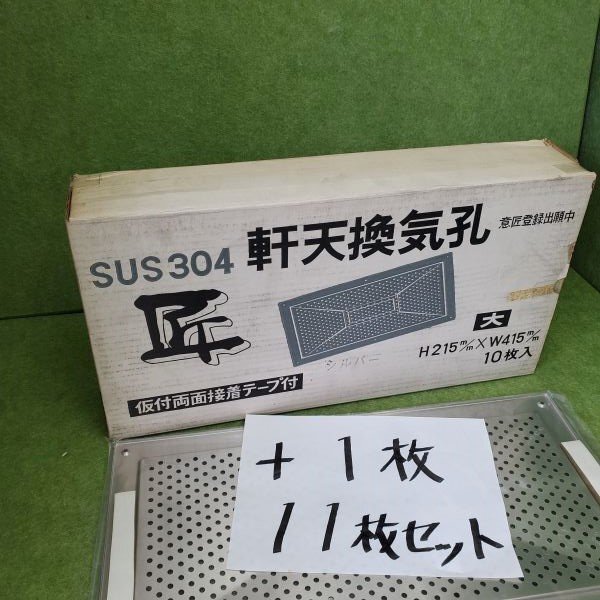 SUS304 軒天換気孔 意匠登録出願中
匠
シルバー
大
H215m/m×W415m/m
10枚入
仮付両面接着テープ付
+1枚
11枚セット